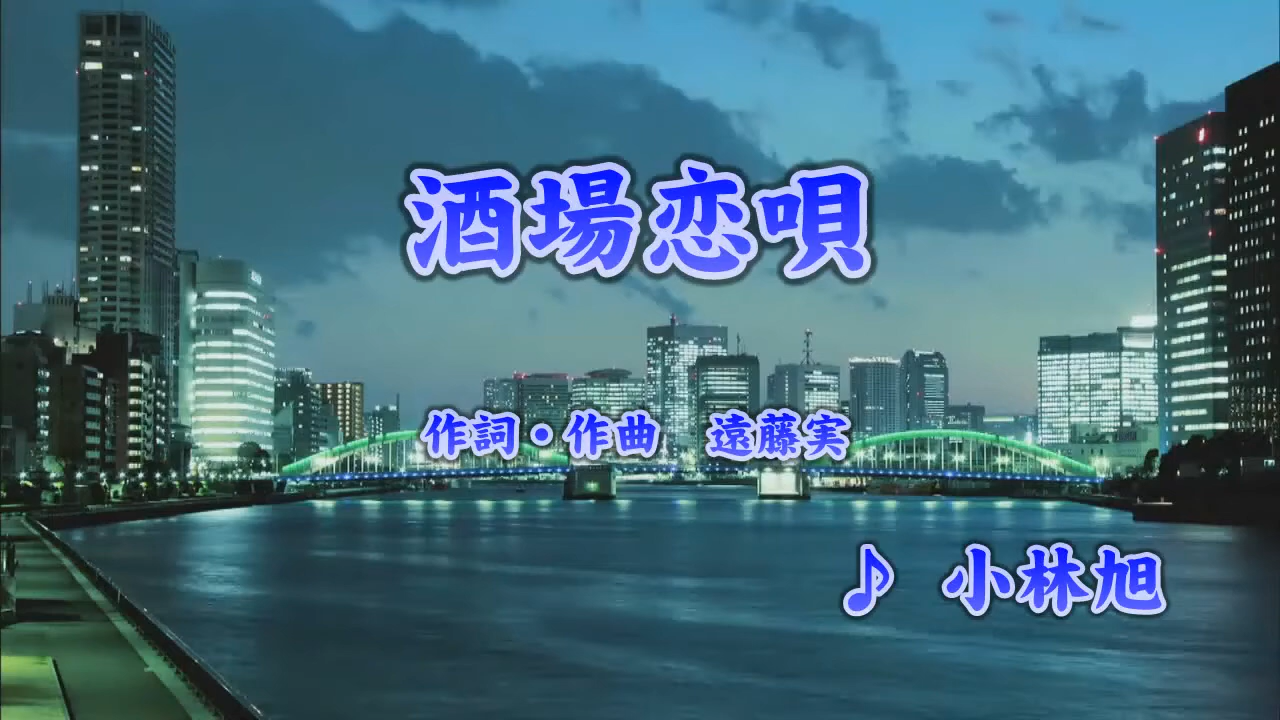 酒場恋唄
作詞・作曲　遠藤実
♪　小林旭